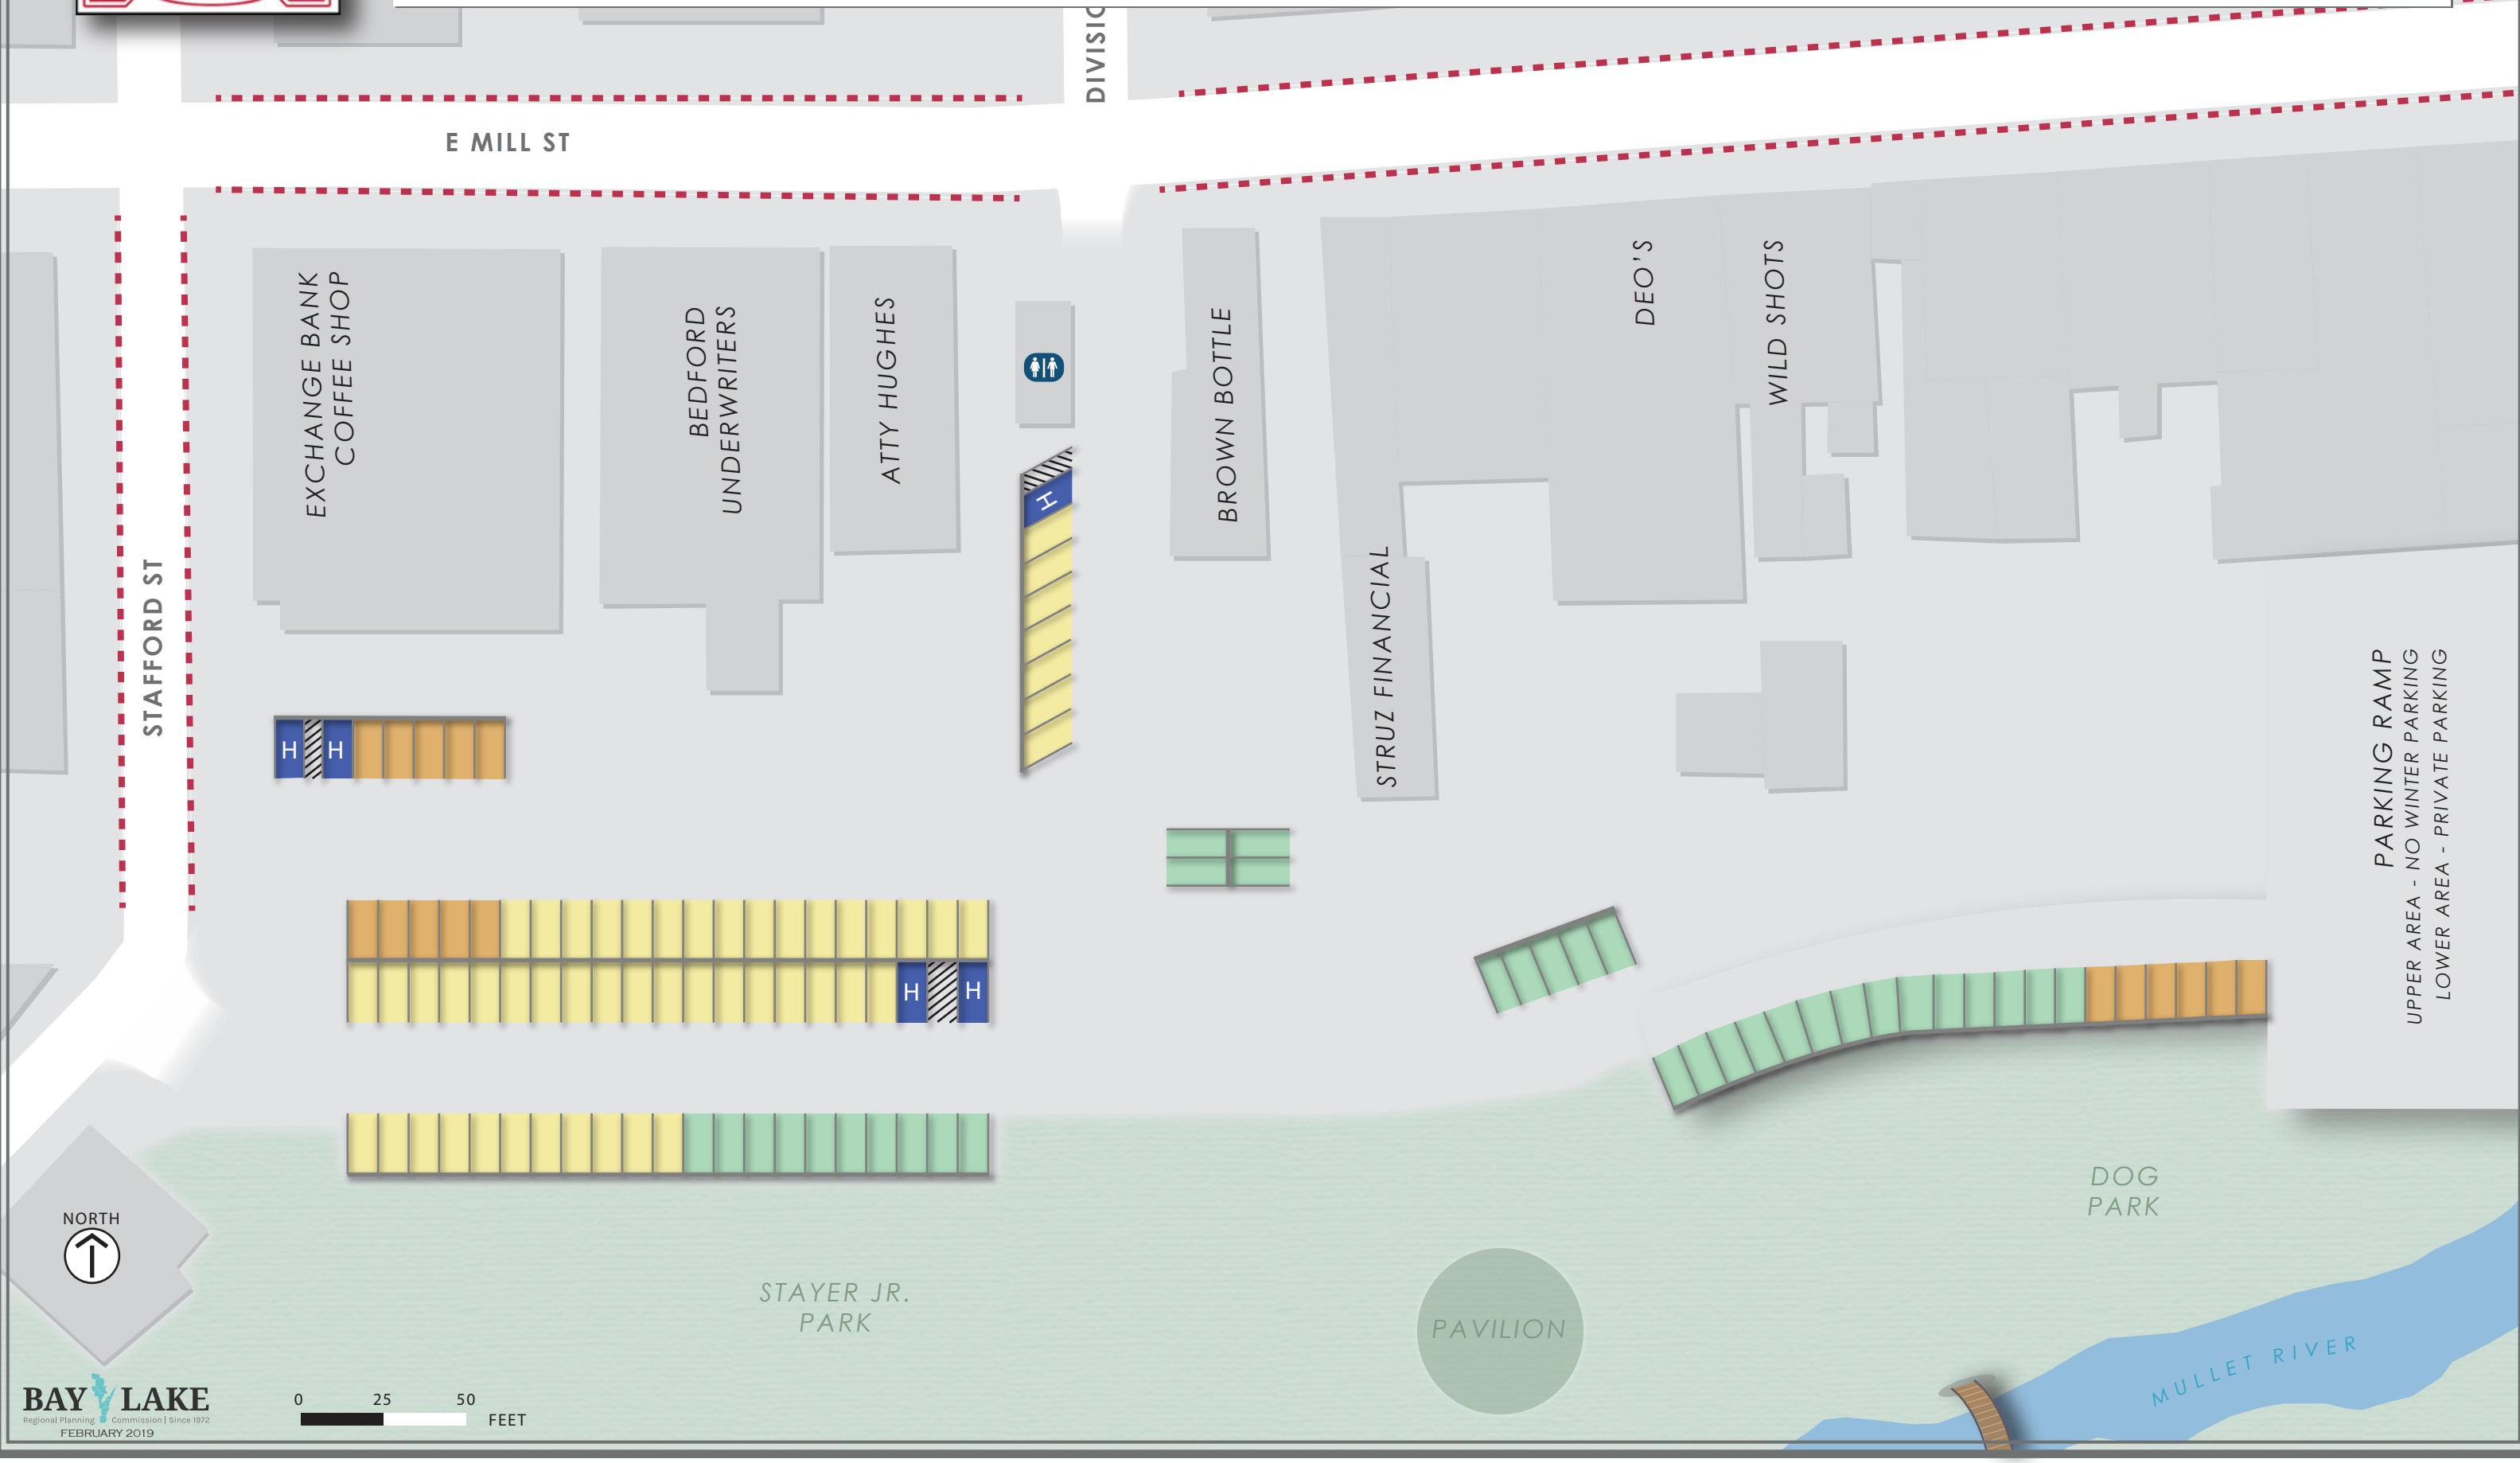 DIVISIO
E MILL ST
STAFFORD ST
EXCHANGE BANK
COFFEE SHOP
BEDFORD
UNDERWRITERS
ATTY HUGHES
BROWN BOTTLE
STRUZ FINANCIAL
DEO'S
WILD SHOTS
PARKING RAMP
UPPER AREA - NO WINTER PARKING
LOWER AREA - PRIVATE PARKING
H
H
H
H
H
NORTH
STAYER JR.
PARK
PAVILION
DOG
PARK
MULLET RIVER
BAY LAKE
Regional Planning Commission | Since 1972
FEBRUARY 2019
0 25 50
FEET